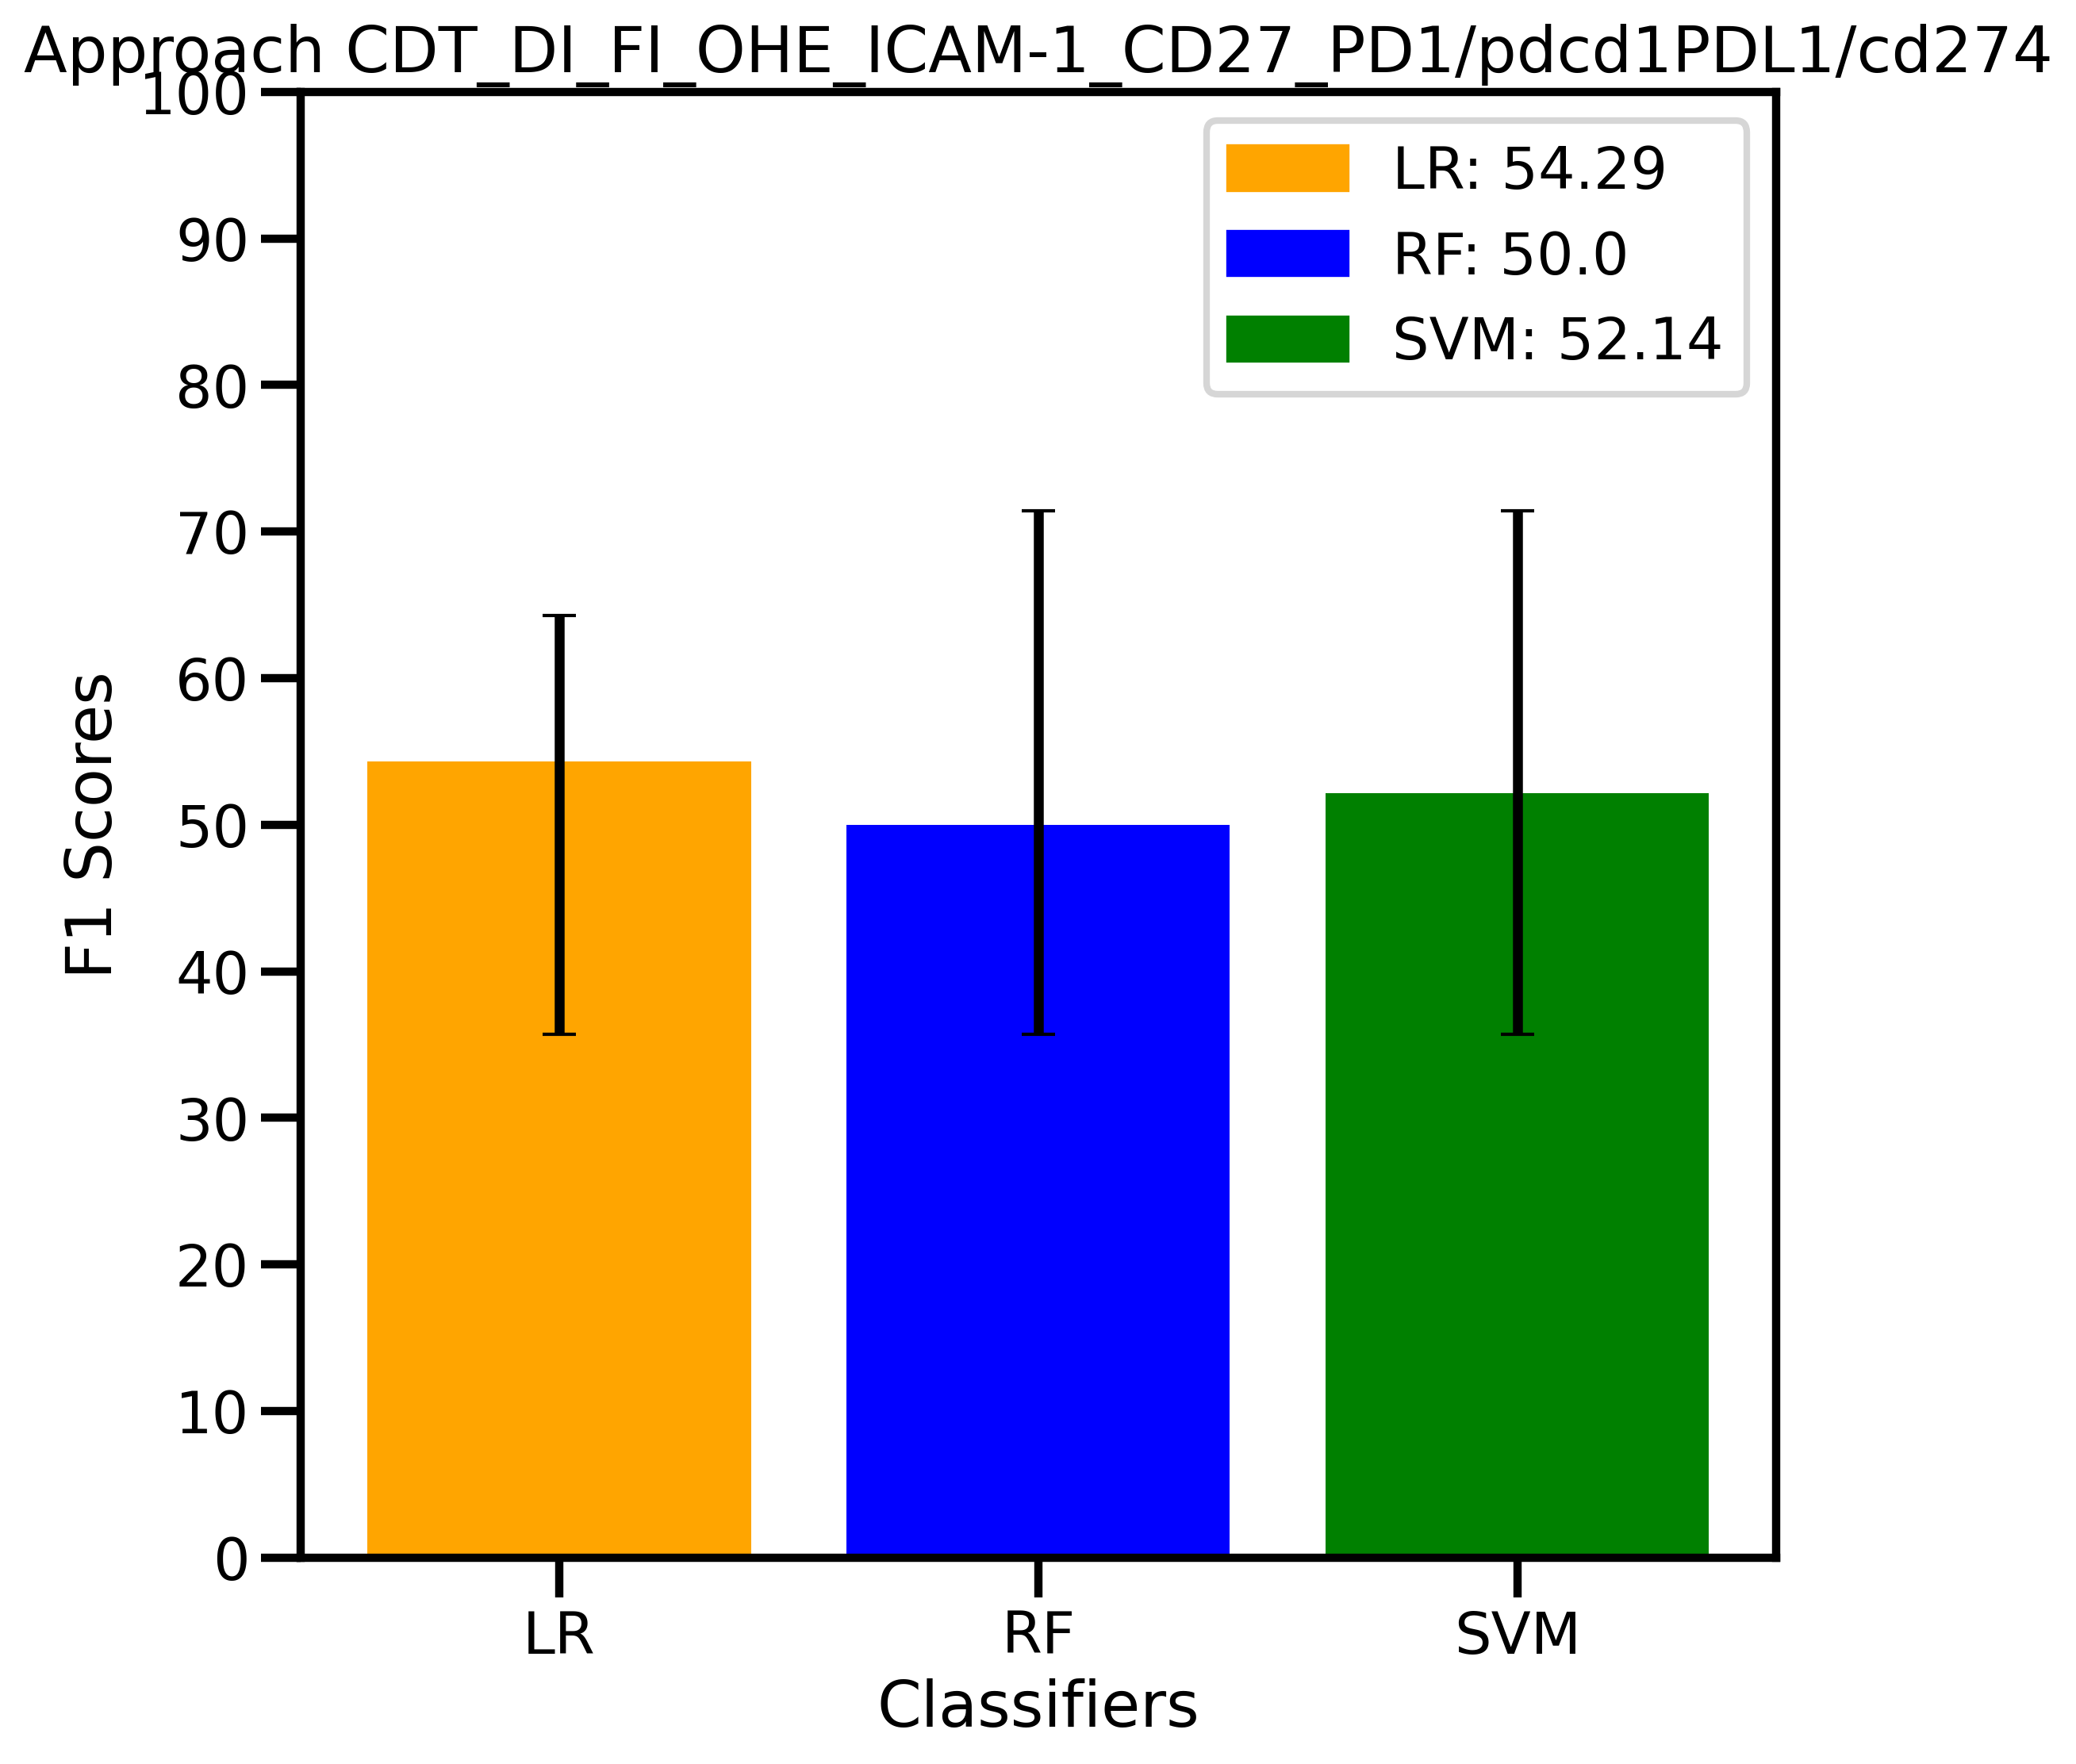 Approach CDT_DI_FI_OHE_ICAM-1_CD27_PD1/pdcd1PDL1/cd274
100
90
80
70
60
50
40
30
20
10
0
F1 Scores
LR: 54.29
RF: 50.0
SVM: 52.14
LR
RF
SVM
Classifiers